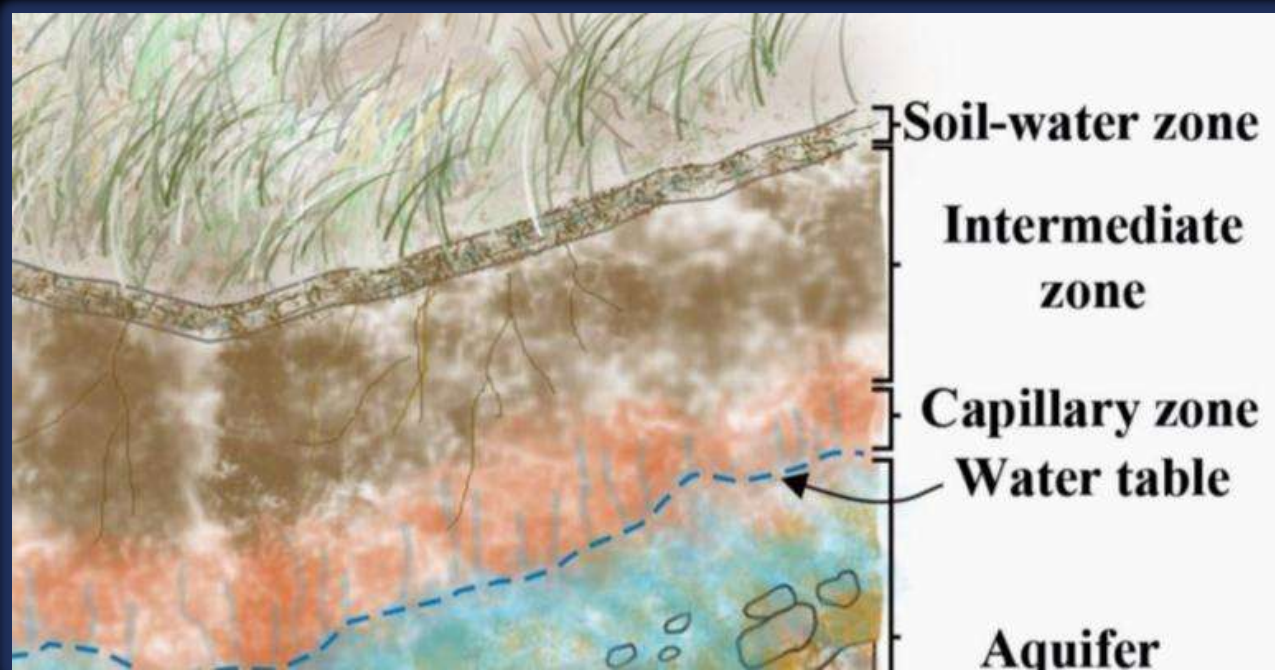 Soil-water zone
Intermediate
zone
Capillary zone
Water table
Aquifer